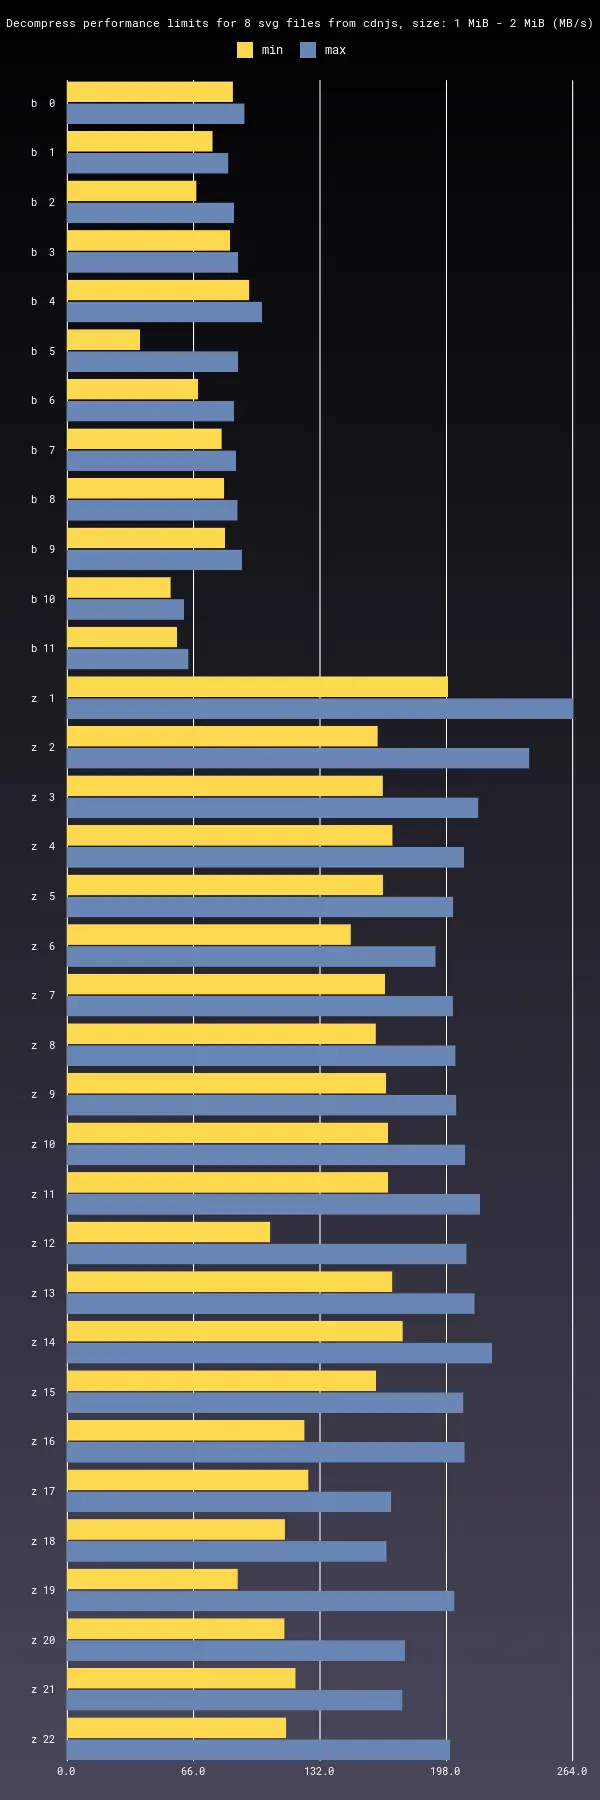 Decompress performance limits for 8 svg files from cdnjs, size: 1 MiB - 2 MiB (MB/s)
min max
b 0
b 1
b 2
b 3
b 4
b 5
b 6
b 7
b 8
b 9
b 10
b 11
z 1
z 2
z 3
z 4
z 5
z 6
z 7
z 8
z 9
z 10
z 11
z 12
z 13
z 14
z 15
z 16
z 17
z 18
z 19
z 20
z 21
z 22
0.0 66.0 132.0 198.0 264.0